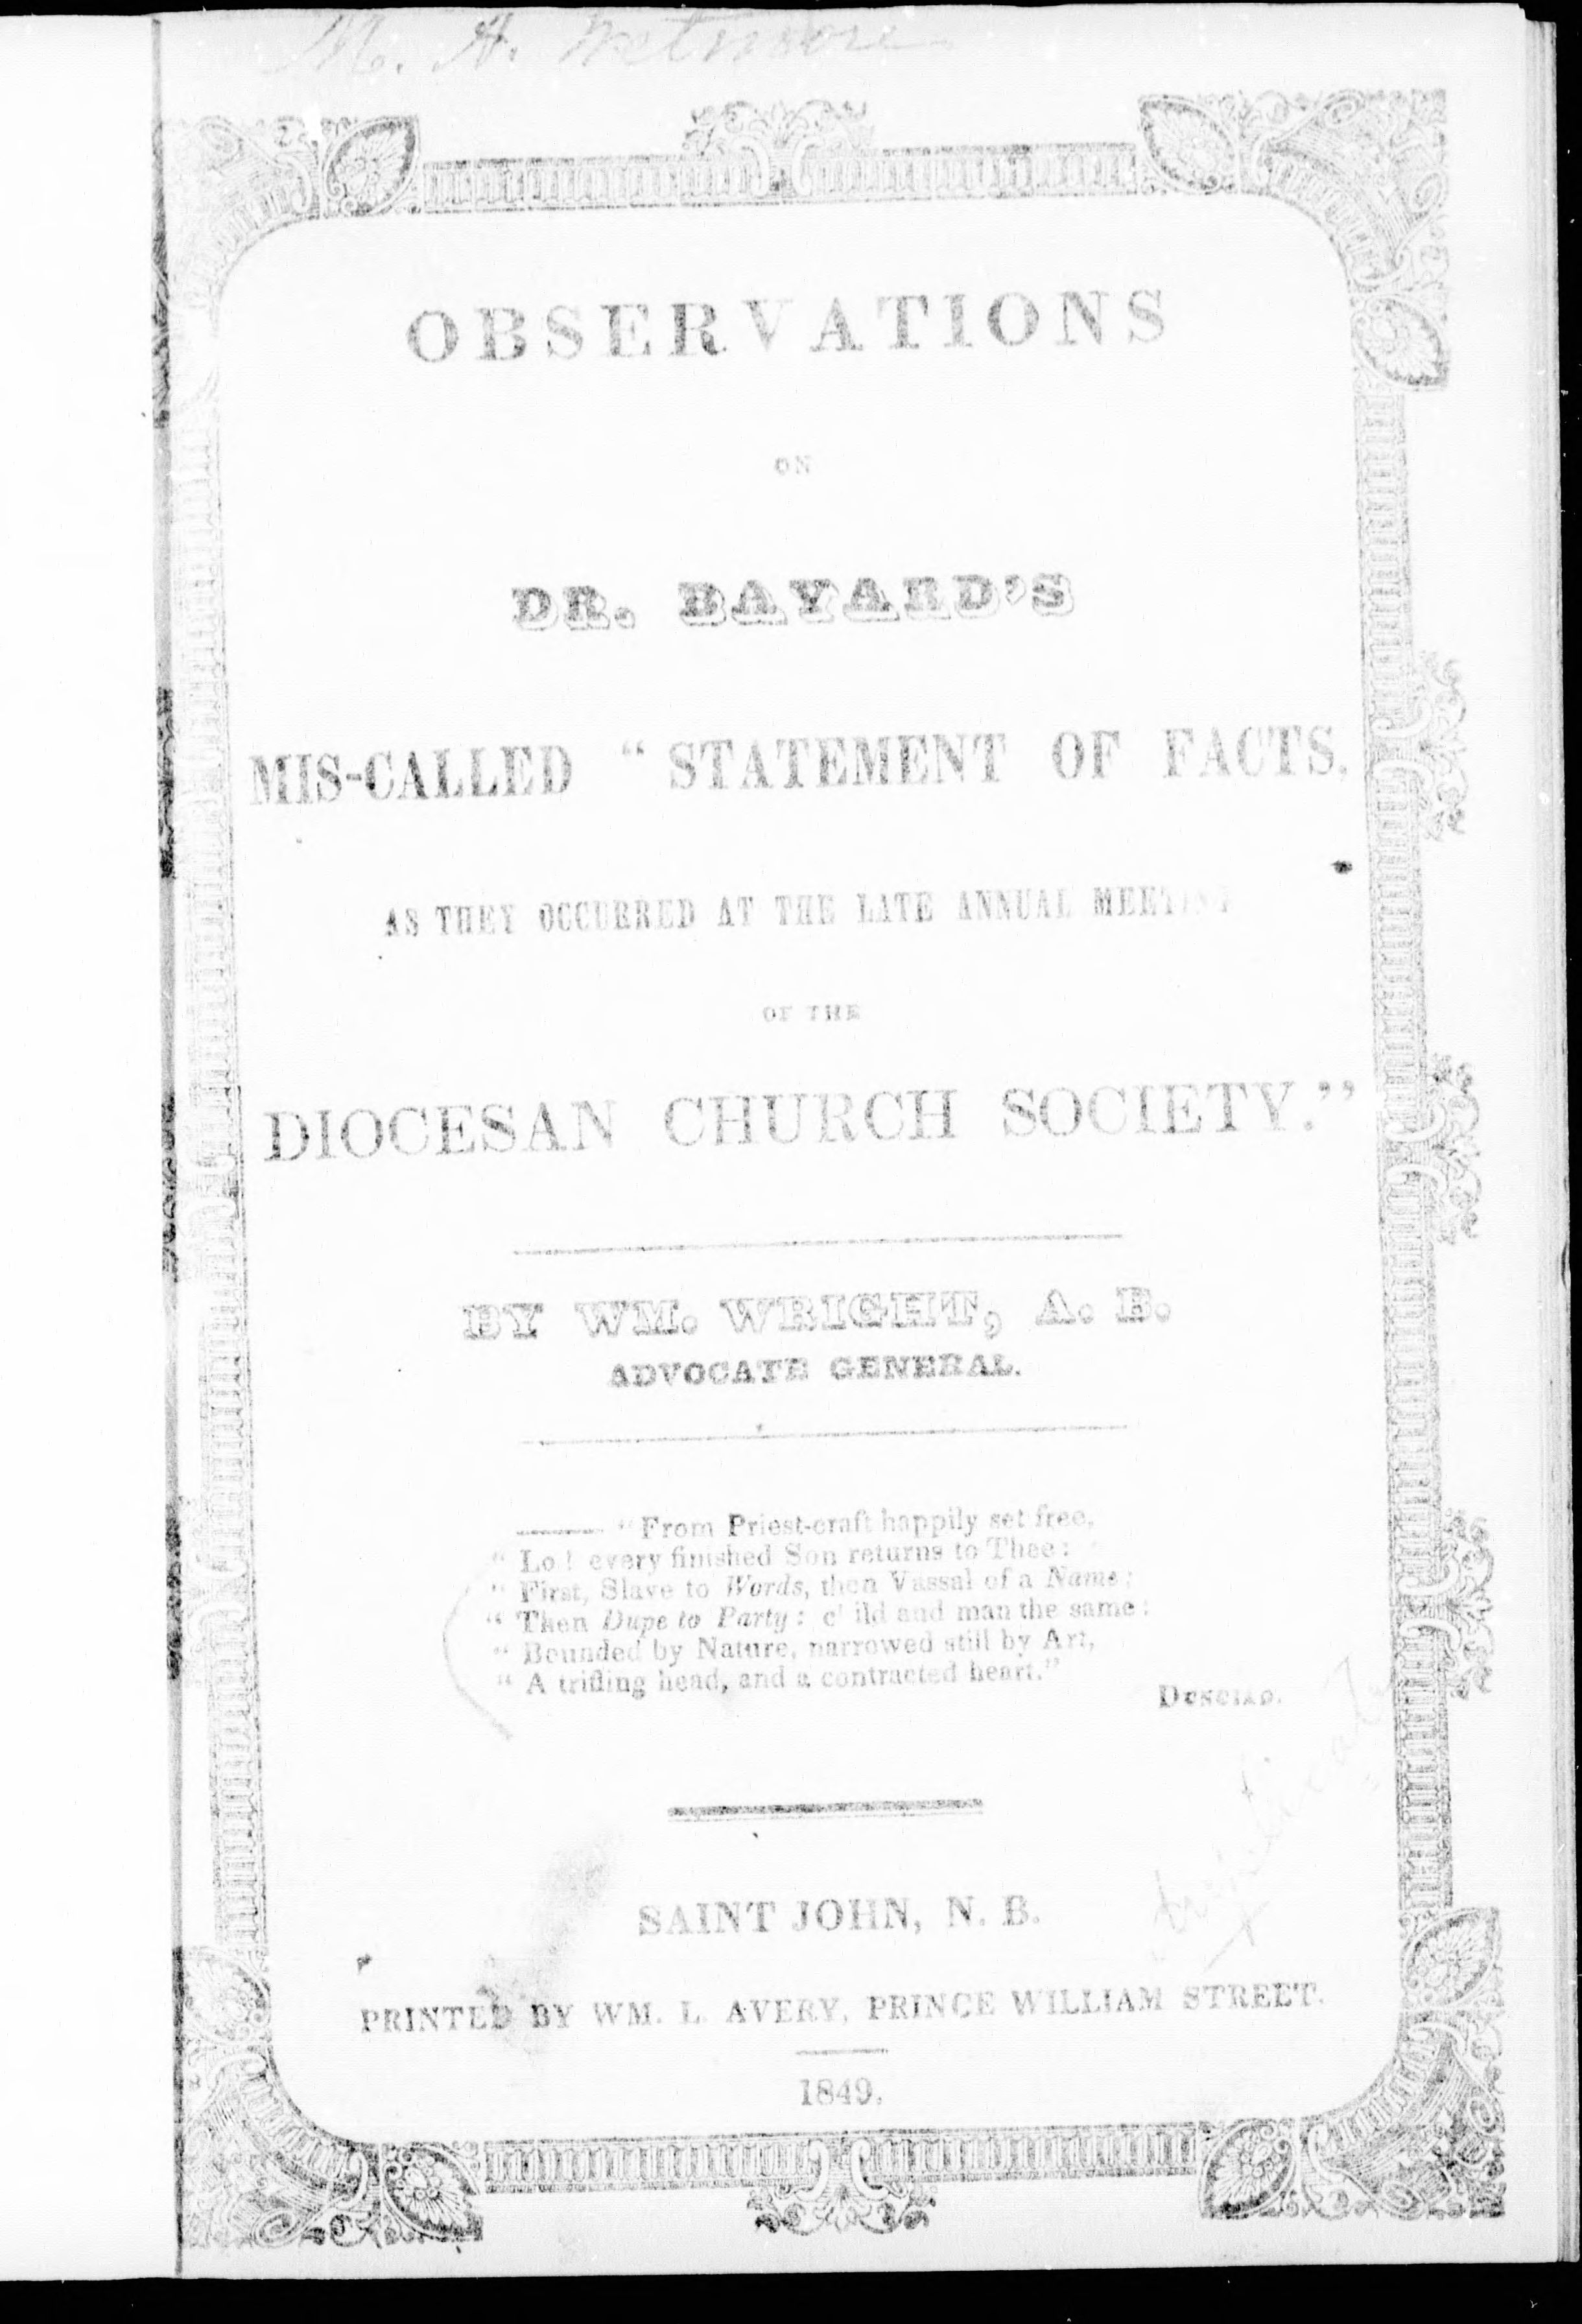 M. A. Wetmore
OBSERVATIONS
ON
DR. BAYARD'S
MIS-CALLED "STATEMENT OF FACTS,
AS THEY OCCURRED AT THE LATE ANNUAL MEETING
OF THE
DIOCESAN CHURCH SOCIETY."
BY WM. WRIGHT, A. B.
ADVOCATE GENERAL.
——— "From Priest-craft happily set free,
" Lo! every finished Son returns to Thee:
" First, Slave to Words, then Vassal of a Name;
" Then Dupe to Party: child and man the same:
" Bounded by Nature, narrowed still by Art,
" A trifling head, and a contracted heart."
SAINT JOHN, N. B.
PRINTED BY WM. L. AVERY, PRINCE WILLIAM STREET.
1849.